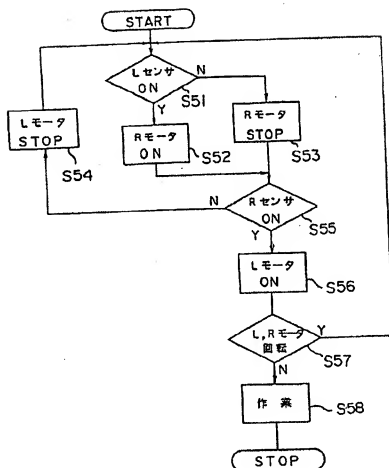 START
Lセンサ
ON
N
S51
Y
Lモータ
STOP
S54
Rモータ
ON
S52
Rモータ
STOP
S53
N
Rセンサ
ON
S55
Y
Lモータ
ON
S56
L,Rモータ
回転
Y
S57
N
作業
S58
STOP